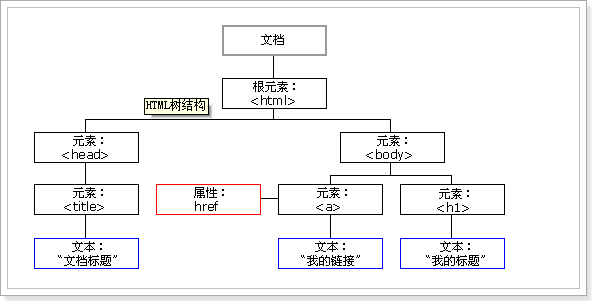 文档
根元素：
<html>
HTML树结构
元素：
<head>
元素：
<body>
元素：
<title>
属性：
href
元素：
<a>
元素：
<h1>
文本：
“文档标题”
文本：
“我的链接”
文本：
“我的标题”